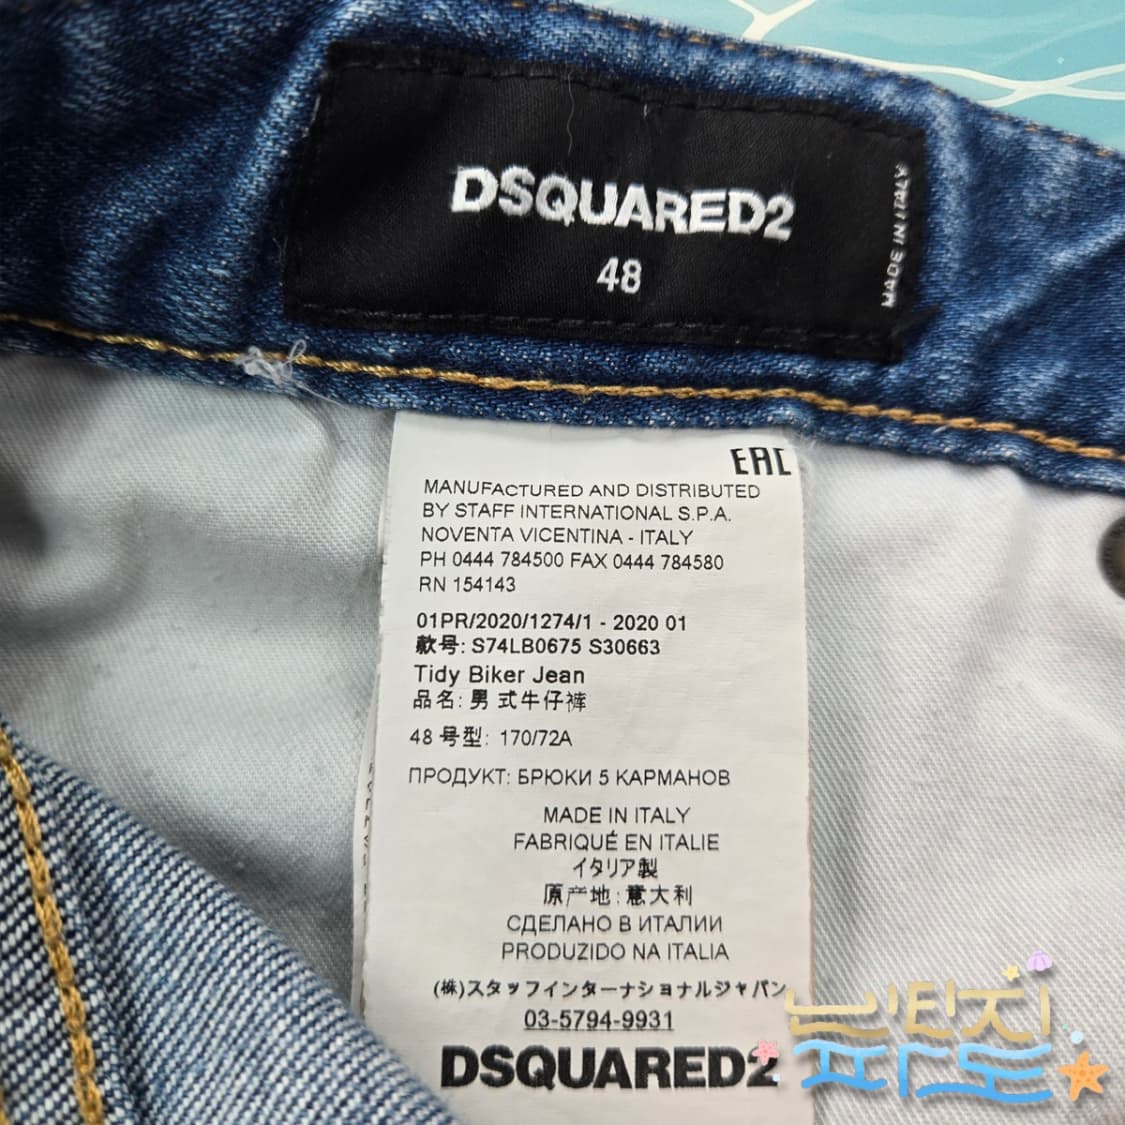 DSQUARED2
48
MADE IN ITALY
EAC
MANUFACTURED AND DISTRIBUTED
BY STAFF INTERNATIONAL S.P.A.
NOVENTA VICENTINA - ITALY
PH 0444 784500 FAX 0444 784580
RN 154143
01PR/2020/1274/1 - 2020 01
款号: S74LB0675 S30663
Tidy Biker Jean
品名: 男 式牛仔裤
48 号型: 170/72A
ПРОДУКТ: БРЮКИ 5 КАРМАНОВ
MADE IN ITALY
FABRIQUÉ EN ITALIE
イタリア製
原产地: 意大利
СДЕЛАНО В ИТАЛИИ
PRODUZIDO NA ITALIA
(株)スタッフインターナショナルジャパン
03-5794-9931
DSQUARED2